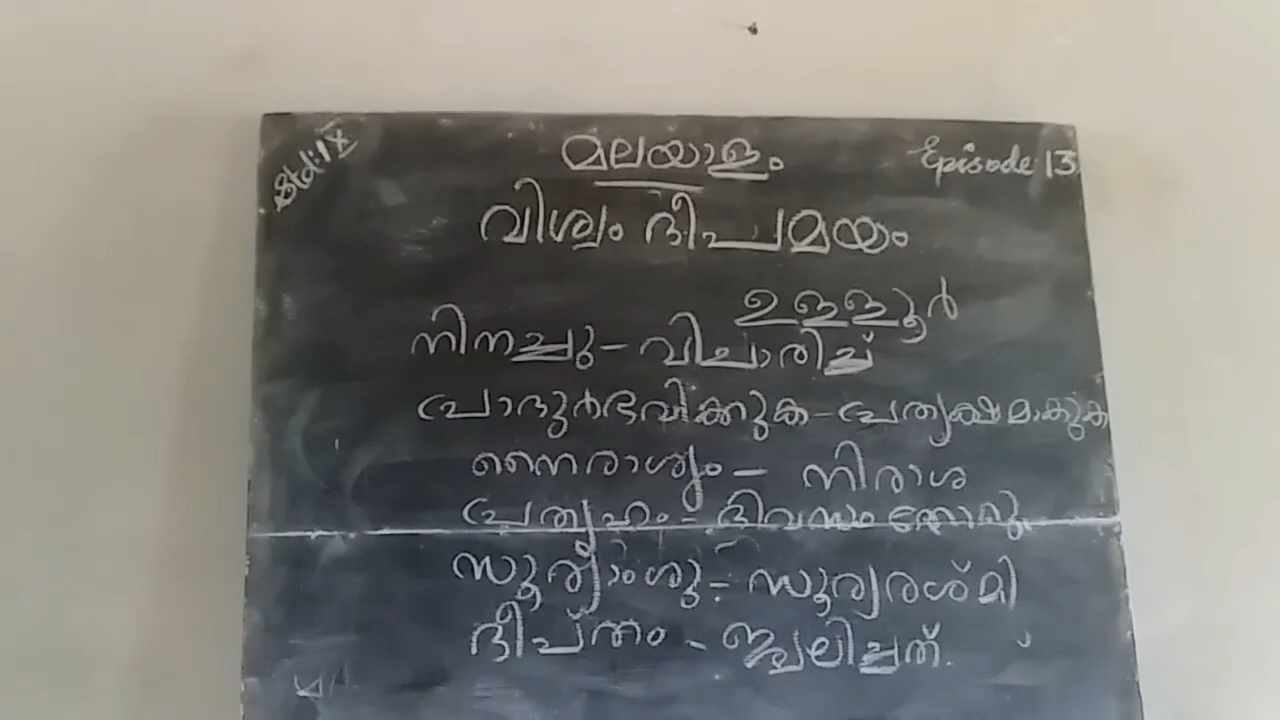 Std: IX
മലയാളം
Episode 13
വിശ്വം ദീപമയം
ഉള്ളൂർ
നിനച്ചു - വിചാരിച്ച്
പ്രാദുർഭവിക്കുക - പ്രത്യക്ഷമാകുക
നൈരാശ്യം - നിരാശ
പ്രത്യഹം - ദിവസം തോറും
സൂര്യാംശു - സൂര്യരശ്മി
ദീപ്തം - ജ്വലിച്ചത്.